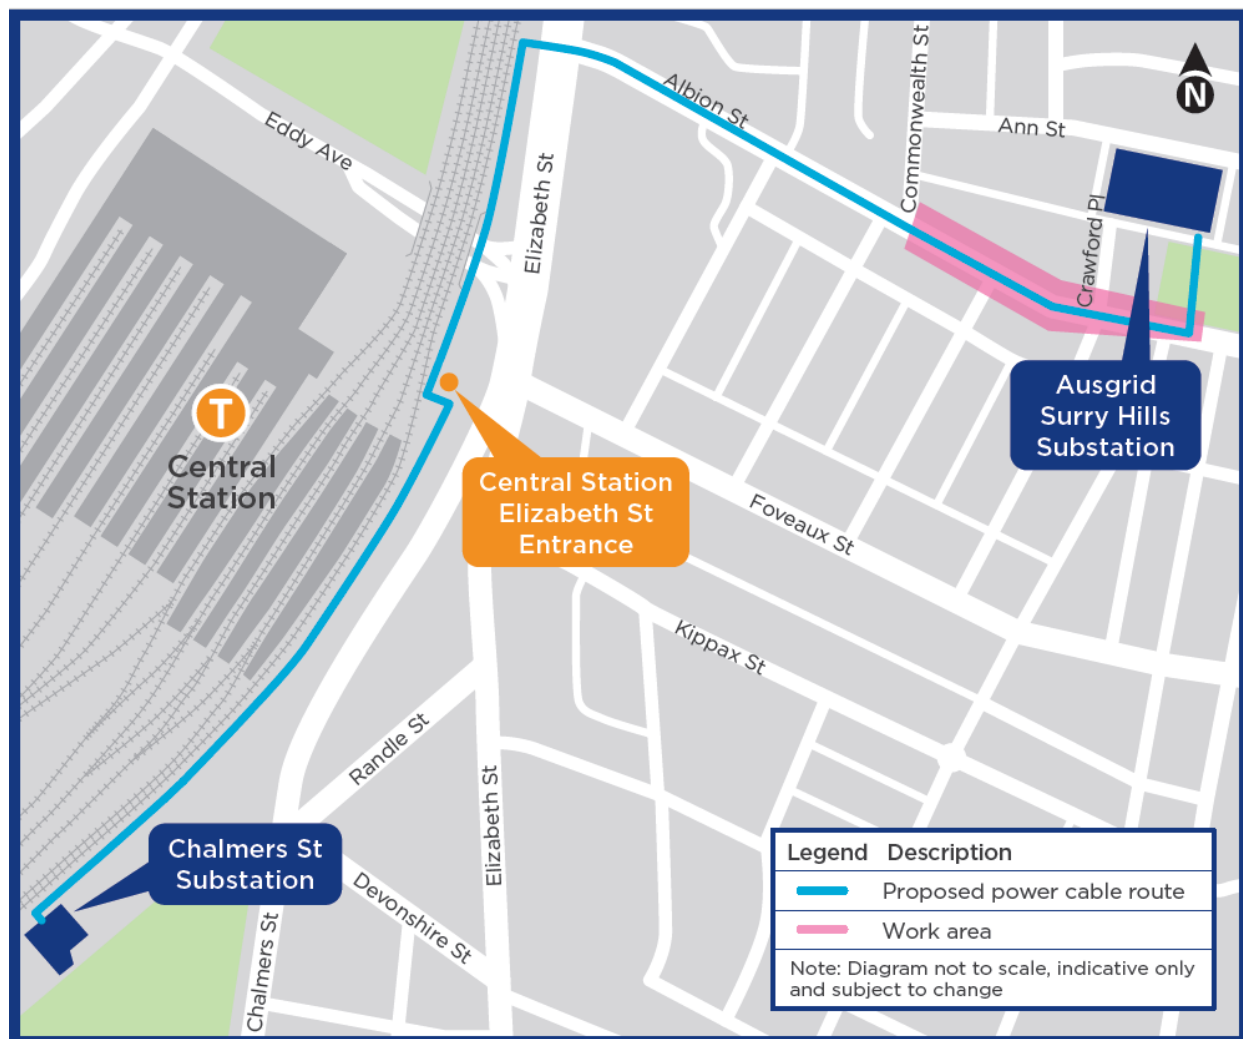 Commonwealth St
Albion St
N
Eddy Ave
Ann St
Elizabeth St
Crawford Pl
T
Central
Station
Ausgrid
Surry Hills
Substation
Central Station
Elizabeth St
Entrance
Foveaux St
Kippax St
Randle St
Elizabeth St
Chalmers St
Substation
Devonshire St
Chalmers St
Legend Description
Proposed power cable route
Work area
Note: Diagram not to scale, indicative only
and subject to change